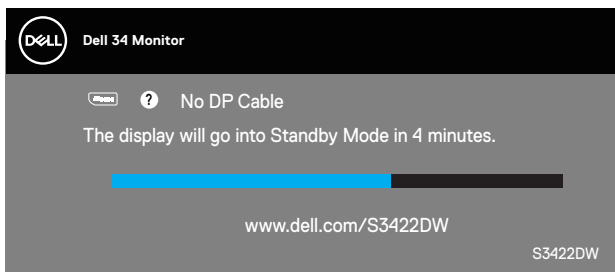 DELL
Dell 34 Monitor
? No DP Cable
The display will go into Standby Mode in 4 minutes.
www.dell.com/S3422DW
S3422DW